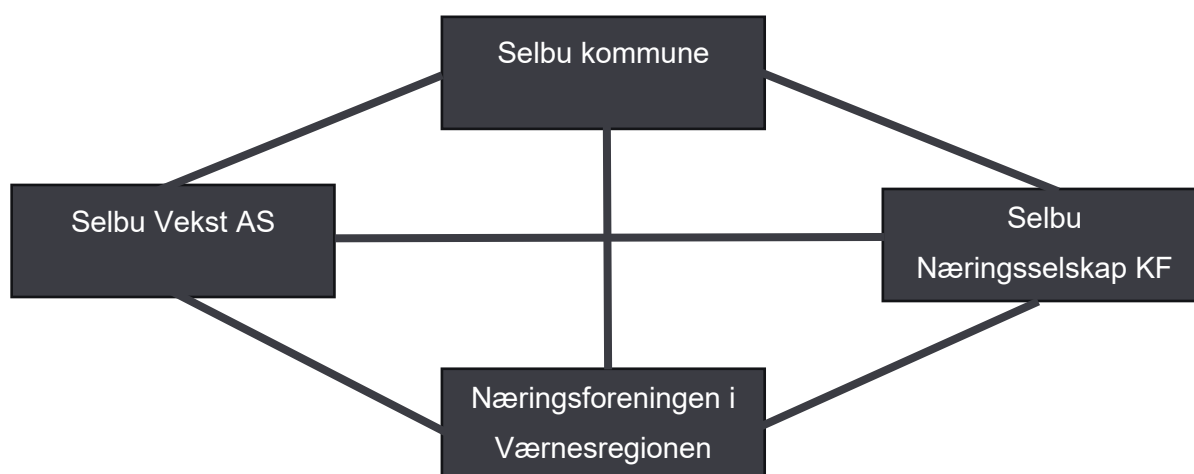 Selbu kommune
Selbu Vekst AS
Selbu
Næringsselskap KF
Næringsforeningen i
Værnesregionen